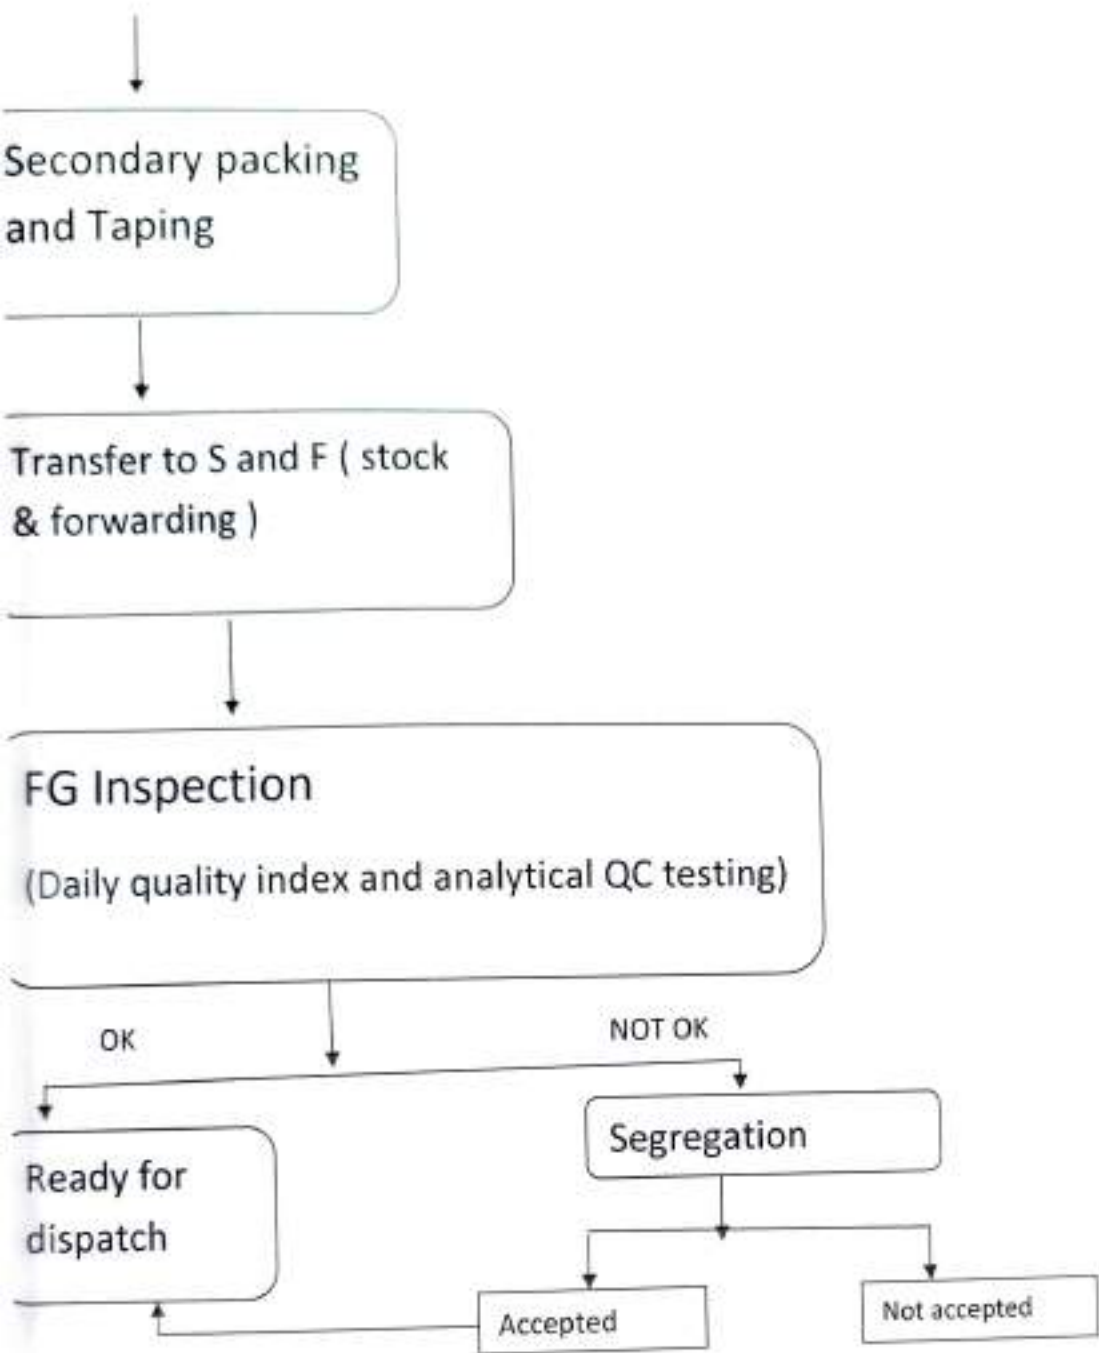 Secondary packing
and Taping
Transfer to S and F ( stock
& forwarding )
FG Inspection
(Daily quality index and analytical QC testing)
OK
NOT OK
Segregation
Ready for
dispatch
Accepted
Not accepted